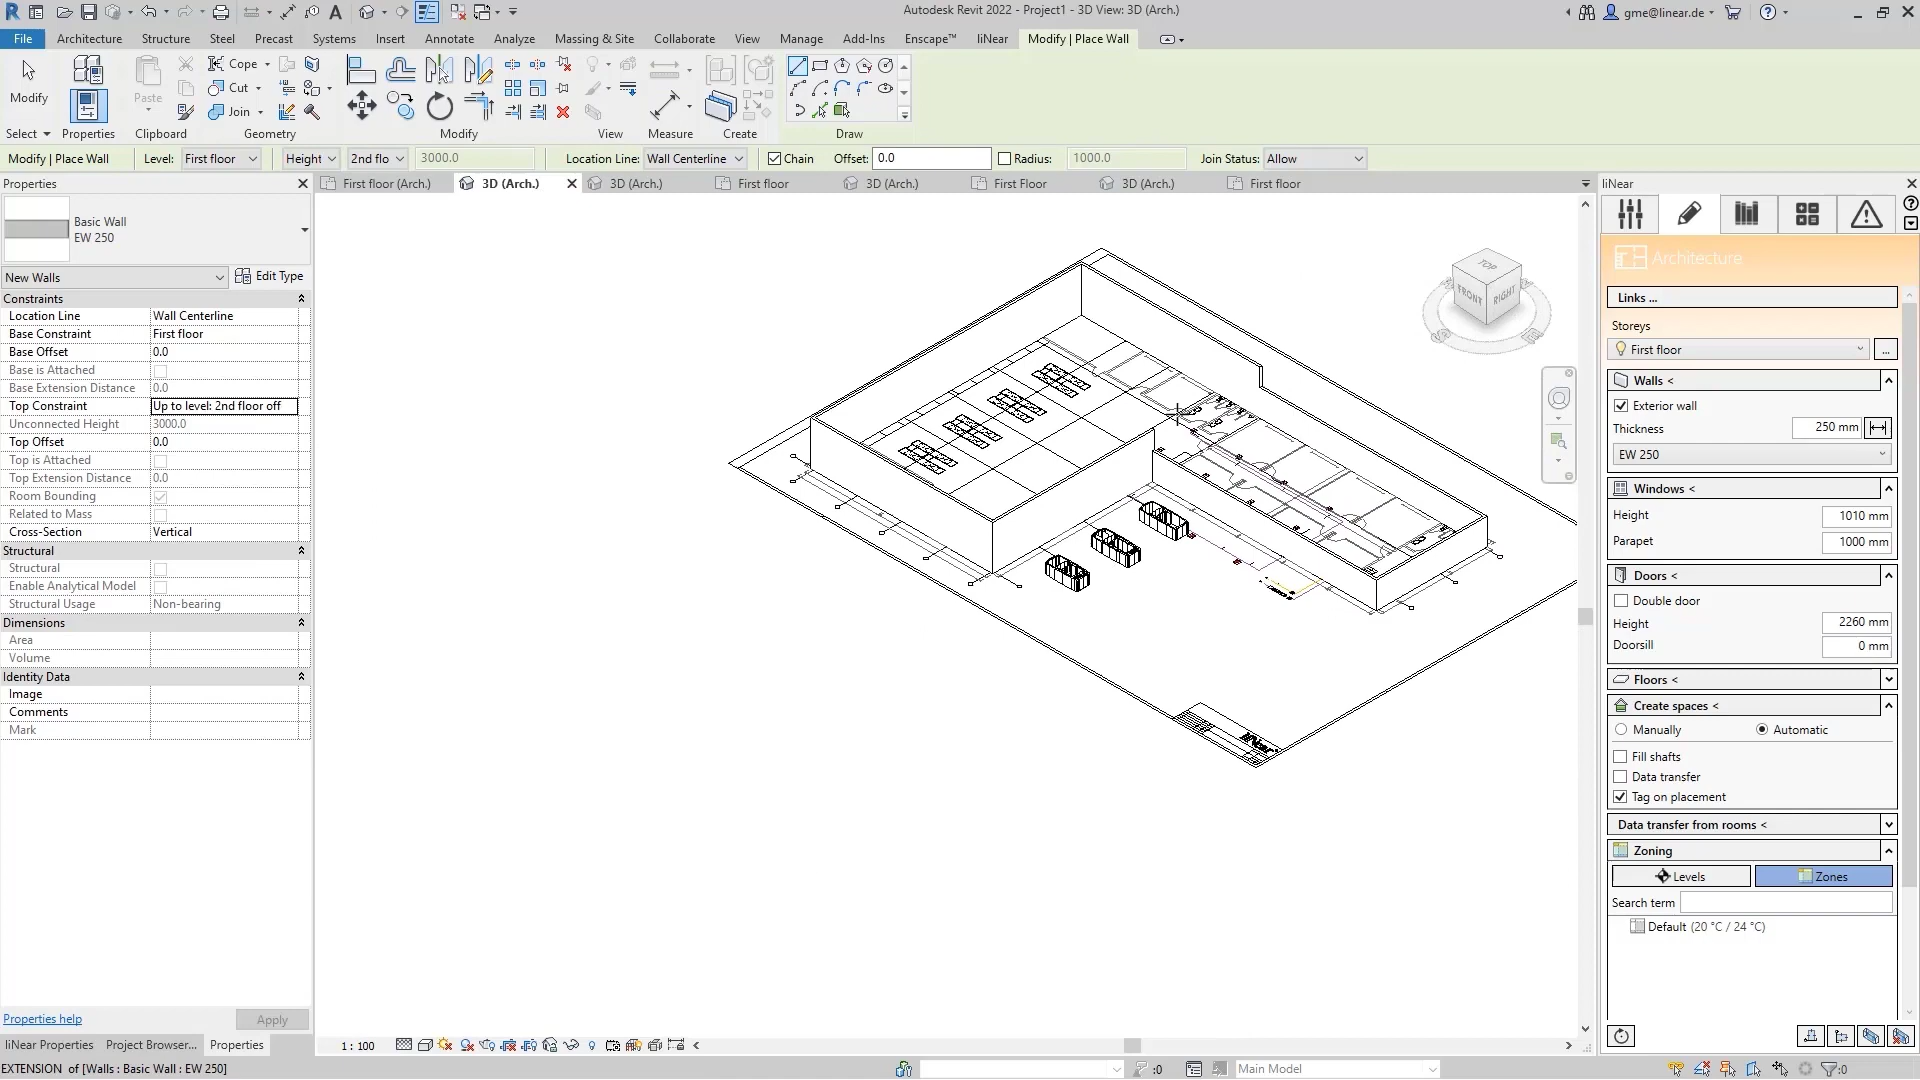 Autodesk Revit 2022 - Project1 - 3D View: 3D (Arch.)
gme@linear.de
File Architecture Structure Steel Precast Systems Insert Annotate Analyze Massing & Site Collaborate View Manage Add-Ins Enscape™ liNear Modify | Place Wall
Modify Paste Cope Cut Join
Select Properties Clipboard Geometry Modify View Measure Create Draw
Modify | Place Wall Level: First floor Height 2nd flo 3000.0 Location Line: Wall Centerline Chain Offset: 0.0 Radius: 1000.0 Join Status: Allow
Properties
First floor (Arch.) 3D (Arch.) 3D (Arch.) First floor 3D (Arch.) First Floor 3D (Arch.) First floor
liNear
Basic Wall
EW 250
New Walls Edit Type
Constraints
Location Line Wall Centerline
Base Constraint First floor
Base Offset 0.0
Base is Attached
Base Extension Distance 0.0
Top Constraint Up to level: 2nd floor off
Unconnected Height 3000.0
Top Offset 0.0
Top is Attached
Top Extension Distance 0.0
Room Bounding
Related to Mass
Cross-Section Vertical
Structural
Structural
Enable Analytical Model
Structural Usage Non-bearing
Dimensions
Area
Volume
Identity Data
Image
Comments
Mark
Properties help Apply
liNear Properties Project Browser... Properties
TOP
FRONT RIGHT
liNear
1 : 100
Architecture
Links ...
Storeys
First floor ...
Walls <
Exterior wall
Thickness 250 mm
EW 250
Windows <
Height 1010 mm
Parapet 1000 mm
Doors <
Double door
Height 2260 mm
Doorsill 0 mm
Floors <
Create spaces <
Manually Automatic
Fill shafts
Data transfer
Tag on placement
Data transfer from rooms <
Zoning
Levels Zones
Search term
Default (20 °C / 24 °C)
EXTENSION of [Walls : Basic Wall : EW 250] :0 Main Model :0